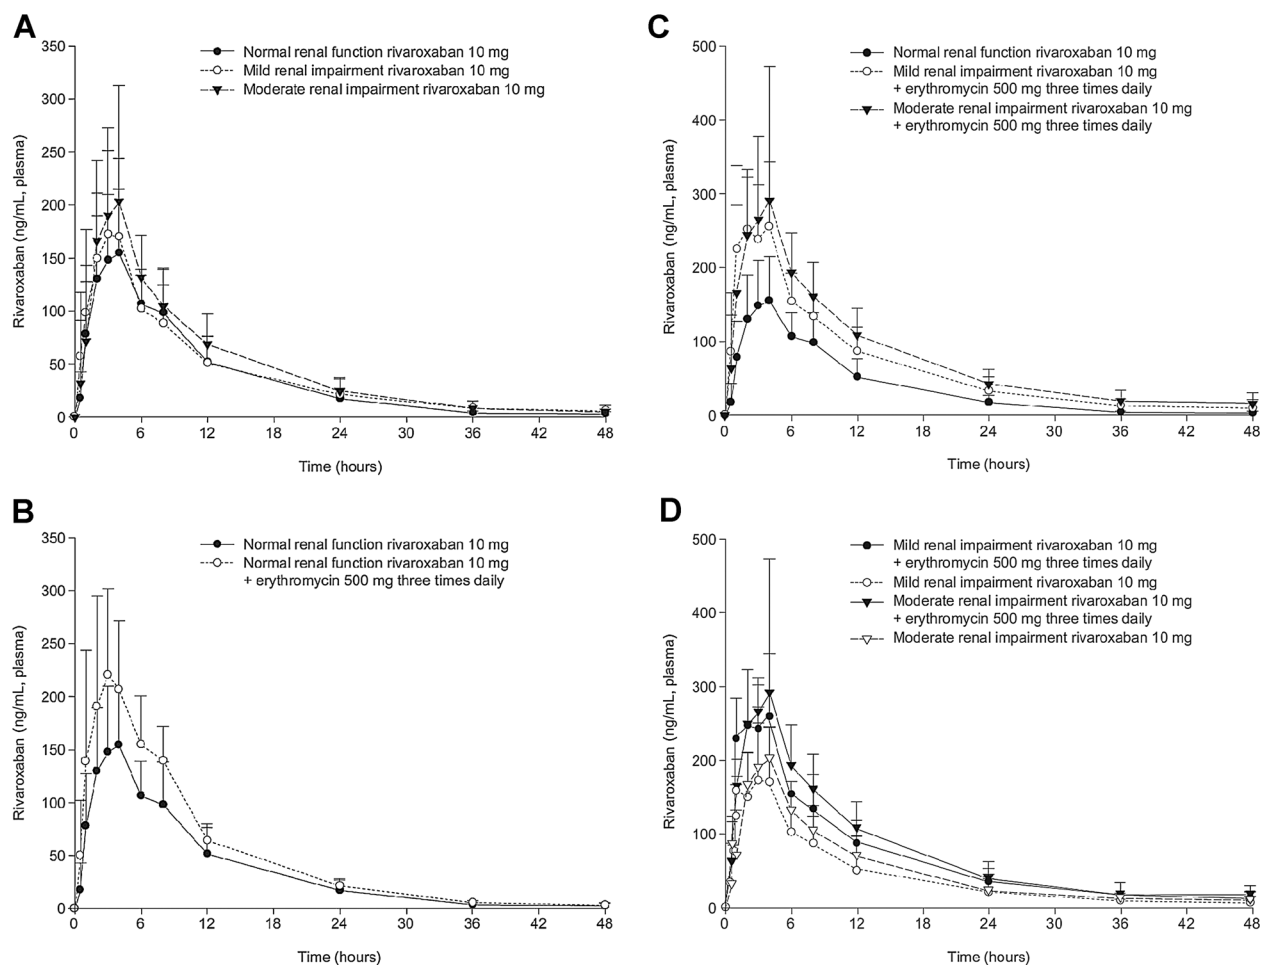 A
350
300
250
200
150
100
50
0
Rivaroxaban (ng/mL, plasma)
Normal renal function rivaroxaban 10 mg
Mild renal impairment rivaroxaban 10 mg
Moderate renal impairment rivaroxaban 10 mg
0 6 12 18 24 30 36 42 48
Time (hours)
C
500
400
300
200
100
0
Rivaroxaban (ng/mL, plasma)
Normal renal function rivaroxaban 10 mg
Mild renal impairment rivaroxaban 10 mg
+ erythromycin 500 mg three times daily
Moderate renal impairment rivaroxaban 10 mg
+ erythromycin 500 mg three times daily
0 6 12 18 24 30 36 42 48
Time (hours)
B
350
300
250
200
150
100
50
0
Rivaroxaban (ng/mL, plasma)
Normal renal function rivaroxaban 10 mg
Normal renal function rivaroxaban 10 mg
+ erythromycin 500 mg three times daily
0 6 12 18 24 30 36 42 48
Time (hours)
D
500
400
300
200
100
0
Rivaroxaban (ng/mL, plasma)
Mild renal impairment rivaroxaban 10 mg
+ erythromycin 500 mg three times daily
Mild renal impairment rivaroxaban 10 mg
Moderate renal impairment rivaroxaban 10 mg
+ erythromycin 500 mg three times daily
Moderate renal impairment rivaroxaban 10 mg
0 6 12 18 24 30 36 42 48
Time (hours)